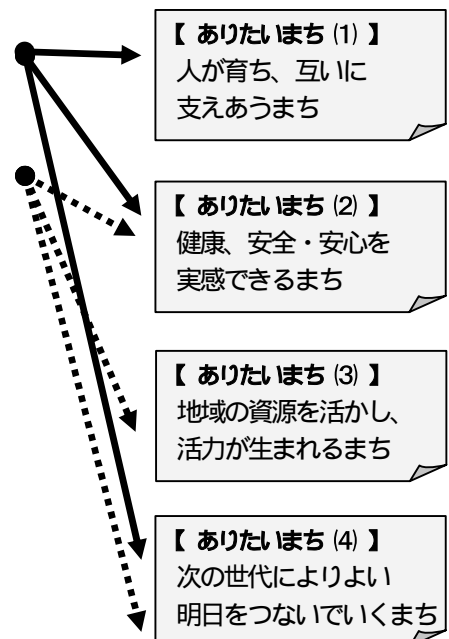 【 ありたいまち (1) 】
人が育ち、互いに
支えあうまち
【 ありたいまち (2) 】
健康、安全・安心を
実感できるまち
【 ありたいまち (3) 】
地域の資源を活かし、
活力が生まれるまち
【 ありたいまち (4) 】
次の世代によりよい
明日をつないでいくまち